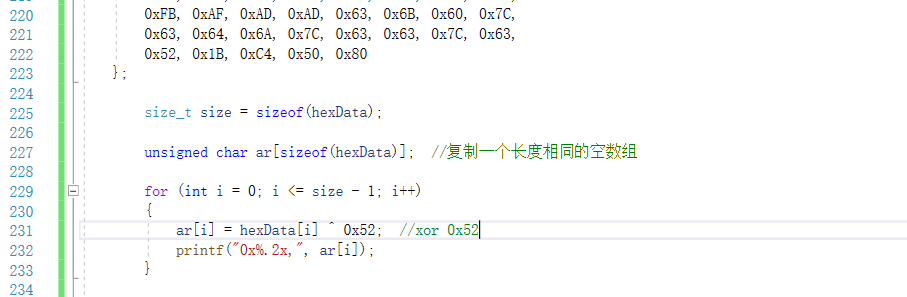 220 0xFB, 0xAF, 0xAD, 0xAD, 0x63, 0x6B, 0x60, 0x7C,
221 0x63, 0x64, 0x6A, 0x7C, 0x63, 0x63, 0x7C, 0x63,
222 0x52, 0x1B, 0xC4, 0x50, 0x80
223 };
224
225 size_t size = sizeof(hexData);
226
227 unsigned char ar[sizeof(hexData)];  //复制一个长度相同的空数组
228
229 for (int i = 0; i <= size - 1; i++)
230 {
231 ar[i] = hexData[i] ^ 0x52;  //xor 0x52
232 printf("0x%.2x,", ar[i]);
233 }
234